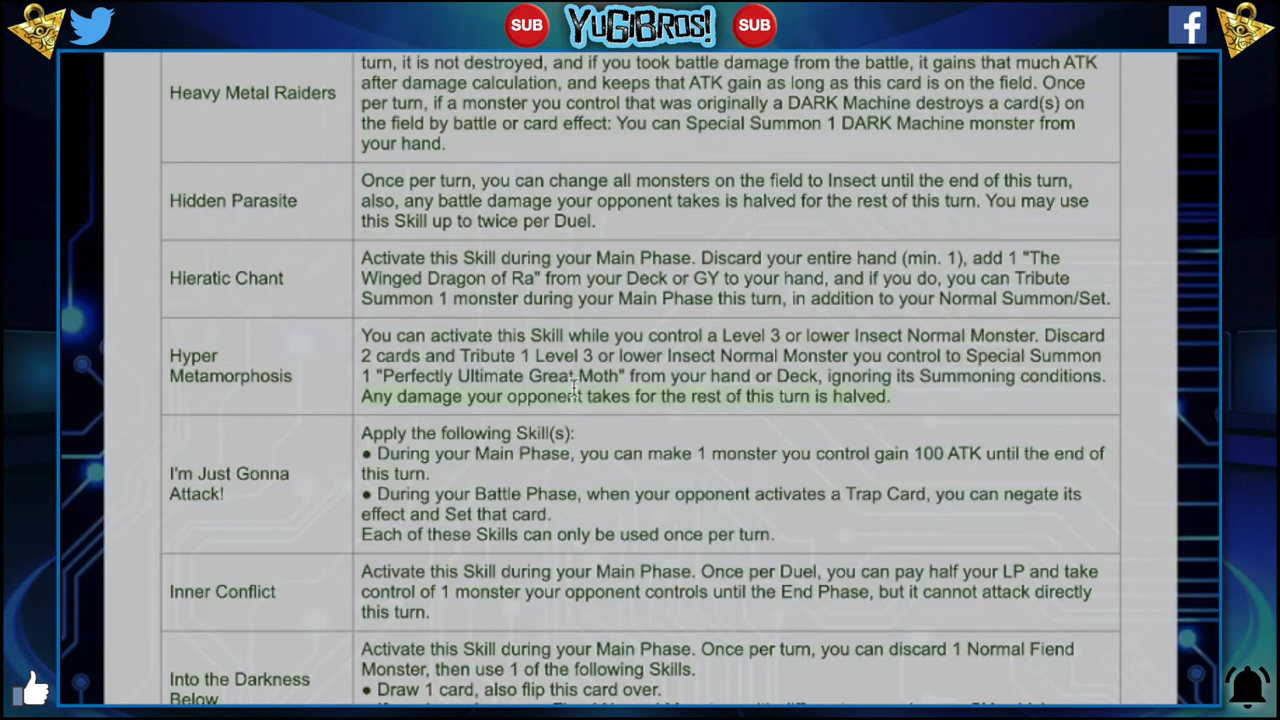 SUB
YUGIBROS!
SUB
turn, it is not destroyed, and if you took battle damage from the battle, it gains that much ATK
after damage calculation, and keeps that ATK gain as long as this card is on the field. Once
Heavy Metal Raiders
per turn, if a monster you control that was originally a DARK Machine destroys a card(s) on
the field by battle or card effect: You can Special Summon 1 DARK Machine monster from
your hand.
Hidden Parasite
Once per turn, you can change all monsters on the field to Insect until the end of this turn,
also, any battle damage your opponent takes is halved for the rest of this turn. You may use
this Skill up to twice per Duel.
Hieratic Chant
Activate this Skill during your Main Phase. Discard your entire hand (min. 1), add 1 "The
Winged Dragon of Ra" from your Deck or GY to your hand, and if you do, you can Tribute
Summon 1 monster during your Main Phase this turn, in addition to your Normal Summon/Set.
Hyper
Metamorphosis
You can activate this Skill while you control a Level 3 or lower Insect Normal Monster. Discard
2 cards and Tribute 1 Level 3 or lower Insect Normal Monster you control to Special Summon
1 "Perfectly Ultimate Great Moth" from your hand or Deck, ignoring its Summoning conditions.
Any damage your opponent takes for the rest of this turn is halved.
I'm Just Gonna
Attack!
Apply the following Skill(s):
● During your Main Phase, you can make 1 monster you control gain 100 ATK until the end of
this turn.
● During your Battle Phase, when your opponent activates a Trap Card, you can negate its
effect and Set that card.
Each of these Skills can only be used once per turn.
Inner Conflict
Activate this Skill during your Main Phase. Once per Duel, you can pay half your LP and take
control of 1 monster your opponent controls until the End Phase, but it cannot attack directly
this turn.
Into the Darkness
Below
Activate this Skill during your Main Phase. Once per turn, you can discard 1 Normal Fiend
Monster, then use 1 of the following Skills.
● Draw 1 card, also flip this card over.